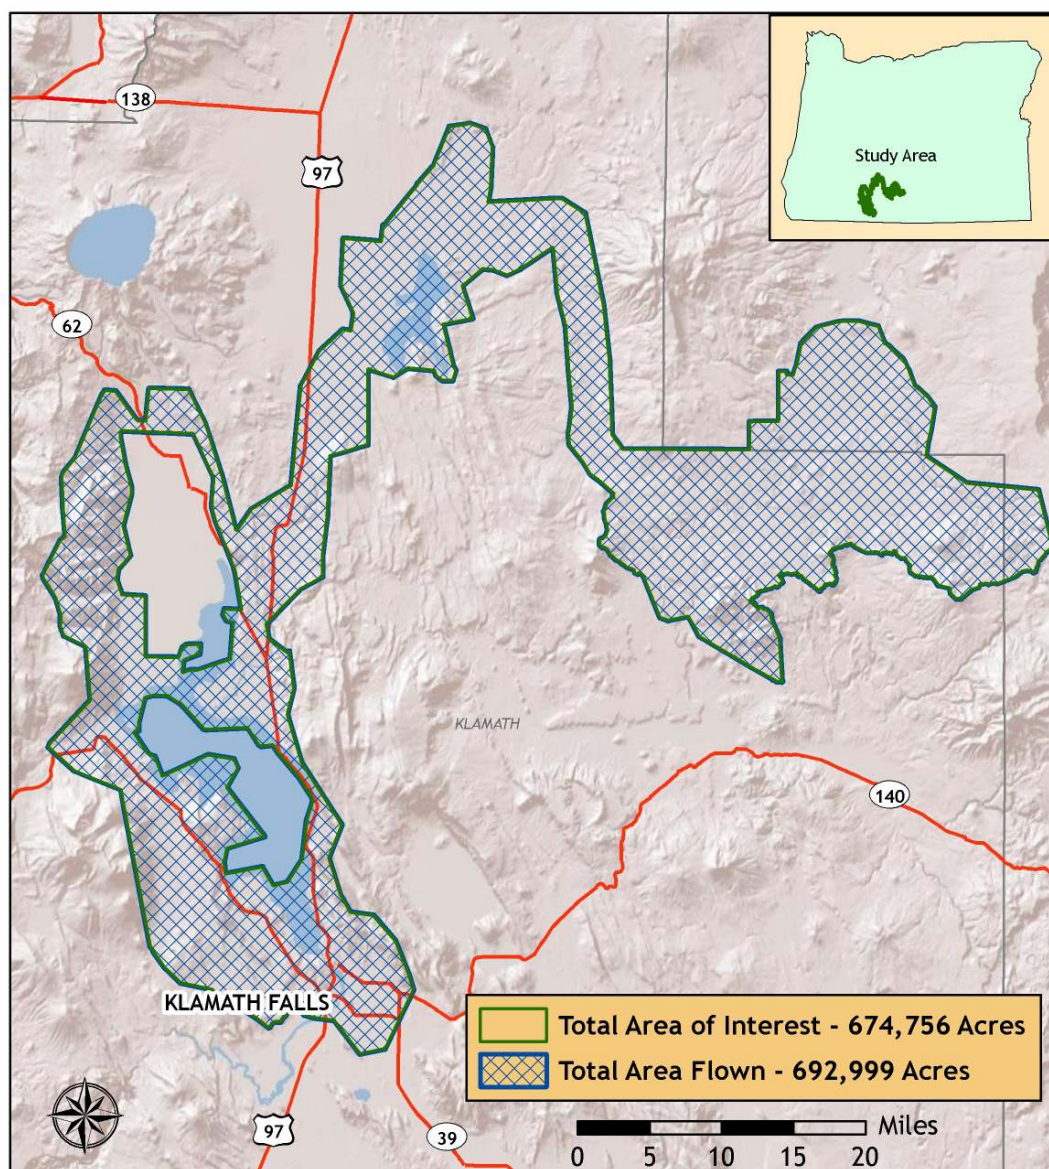 138
97
Study Area
62
KLAMATH
140
KLAMATH FALLS
Total Area of Interest - 674,756 Acres
Total Area Flown - 692,999 Acres
97
39
Miles
0 5 10 15 20